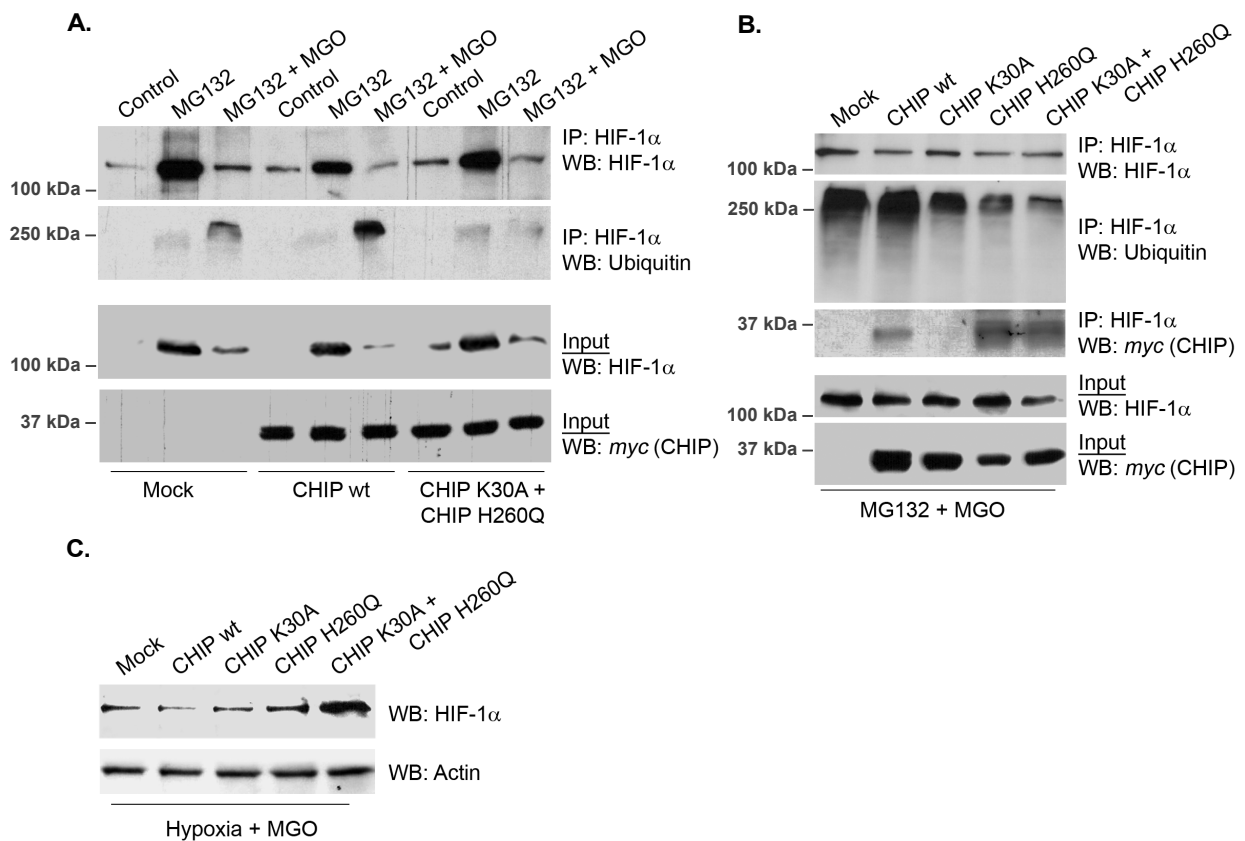 A.
Control
MG132
MG132 + MGO
Control
MG132
MG132 + MGO
Control
MG132
MG132 + MGO
IP: HIF-1α
WB: HIF-1α
100 kDa
250 kDa
IP: HIF-1α
WB: Ubiquitin
Input
WB: HIF-1α
100 kDa
37 kDa
Input
WB: myc (CHIP)
Mock
CHIP wt
CHIP K30A +
CHIP H260Q
B.
Mock
CHIP wt
CHIP K30A
CHIP H260Q
CHIP K30A +
CHIP H260Q
IP: HIF-1α
WB: HIF-1α
100 kDa
250 kDa
IP: HIF-1α
WB: Ubiquitin
37 kDa
IP: HIF-1α
WB: myc (CHIP)
Input
WB: HIF-1α
100 kDa
37 kDa
Input
WB: myc (CHIP)
MG132 + MGO
C.
Mock
CHIP wt
CHIP K30A
CHIP H260Q
CHIP K30A +
CHIP H260Q
WB: HIF-1α
WB: Actin
Hypoxia + MGO